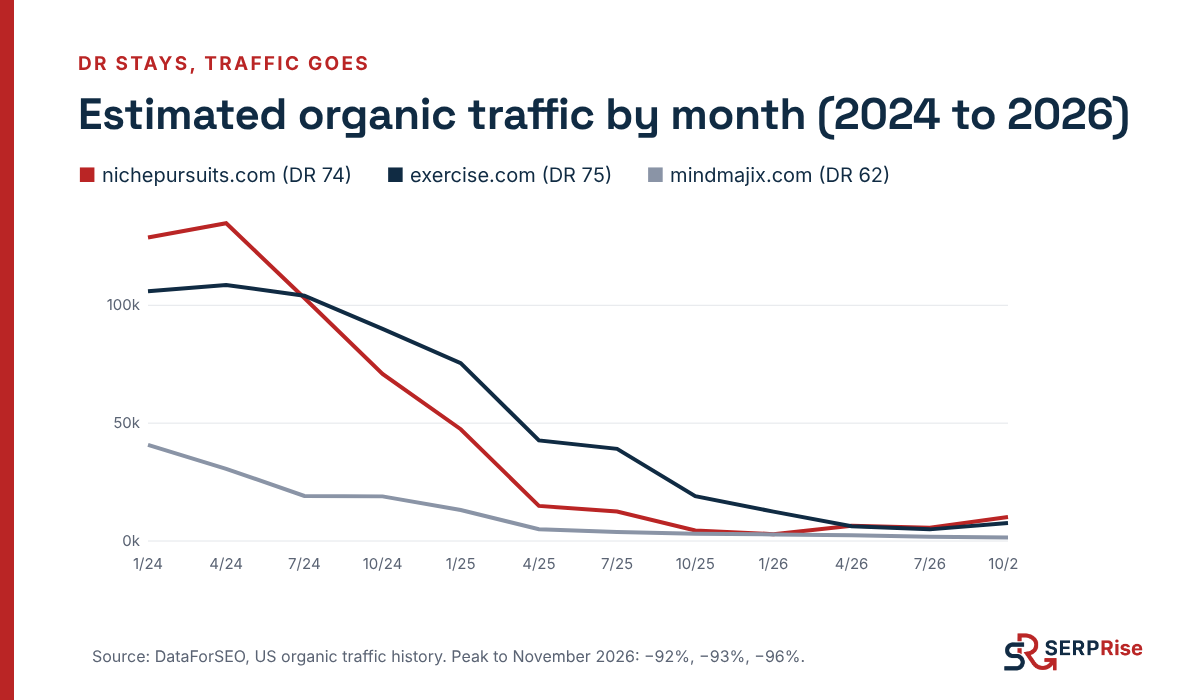 DR STAYS, TRAFFIC GOES
Estimated organic traffic by month (2024 to 2026)
nichepursuits.com (DR 74) exercise.com (DR 75) mindmajix.com (DR 62)
100k
50k
0k
1/24 4/24 7/24 10/24 1/25 4/25 7/25 10/25 1/26 4/26 7/26 10/2
Source: DataForSEO, US organic traffic history. Peak to November 2026: −92%, −93%, −96%.
SR SERPRise